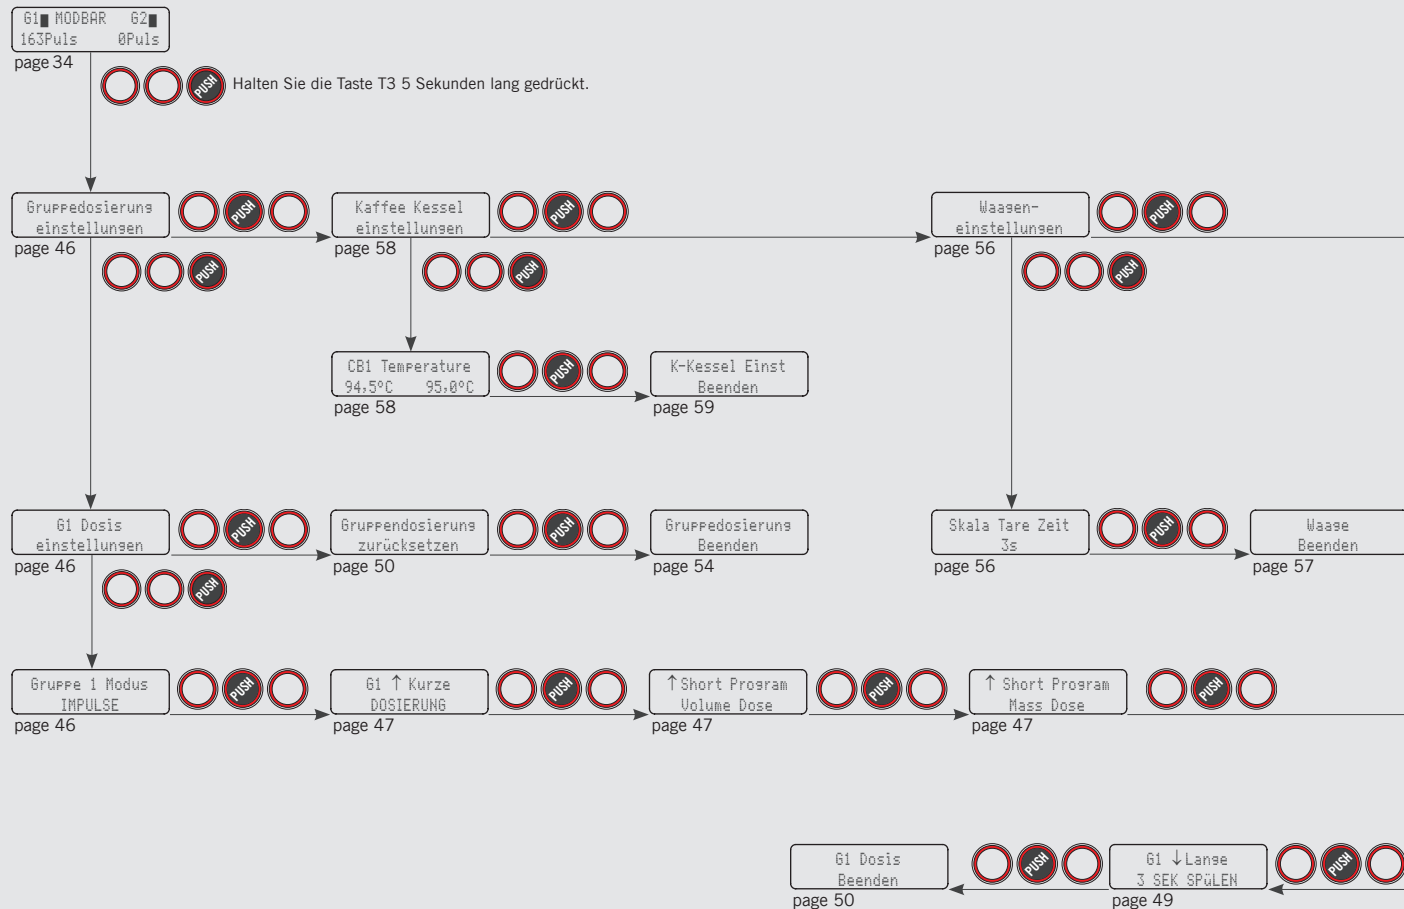 G1 MODBAR G2
163Puls 0Puls
page 34
PUSH
Halten Sie die Taste T3 5 Sekunden lang gedrückt.
Gruppedosierung
einstellungen
page 46
PUSH
Kaffee Kessel
einstellungen
page 58
PUSH
Waagen-
einstellungen
page 56
PUSH
PUSH
PUSH
PUSH
CB1 Temperature
94,5°C 95,0°C
page 58
PUSH
K-Kessel Einst
Beenden
page 59
G1 Dosis
einstellungen
page 46
PUSH
Gruppendosierung
zurücksetzen
page 50
PUSH
Gruppedosierung
Beenden
page 54
Skala Tare Zeit
3s
page 56
PUSH
Waage
Beenden
page 57
PUSH
Gruppe 1 Modus
IMPULSE
page 46
PUSH
G1 ↑ Kurze
DOSIERUNG
page 47
PUSH
↑ Short Program
Volume Dose
page 47
PUSH
↑ Short Program
Mass Dose
page 47
PUSH
G1 Dosis
Beenden
page 50
PUSH
G1 ↓ Lange
3 SEK SPüLEN
page 49
PUSH